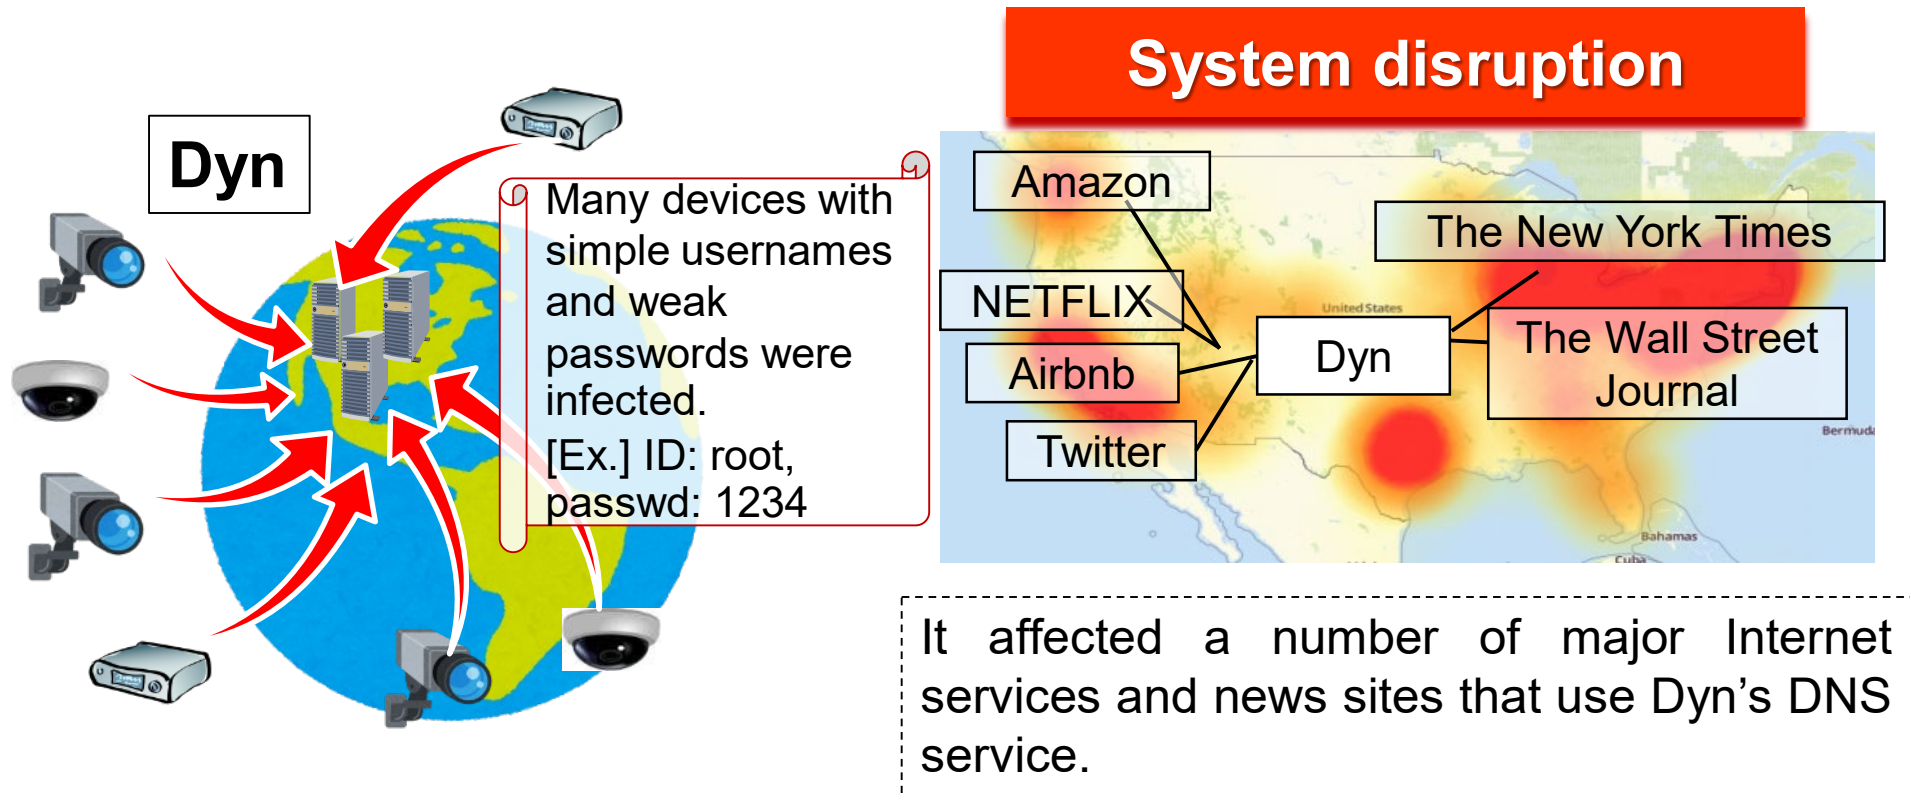 System disruption
Dyn
Many devices with
simple usernames
and weak
passwords were
infected.
[Ex.] ID: root,
passwd: 1234
Amazon
The New York Times
NETFLIX
United States
Dyn
The Wall Street
Journal
Airbnb
Twitter
Bermuda
Bahamas
Cuba
It affected a number of major Internet
services and news sites that use Dyn’s DNS
service.